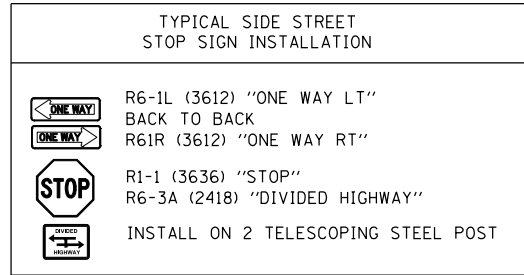 TYPICAL SIDE STREET
STOP SIGN INSTALLATION
ONE WAY
R6-1L (3612) "ONE WAY LT"
BACK TO BACK
ONE WAY
R61R (3612) "ONE WAY RT"
STOP
R1-1 (3636) "STOP"
R6-3A (2418) "DIVIDED HIGHWAY"
DIVIDED
HIGHWAY
INSTALL ON 2 TELESCOPING STEEL POST